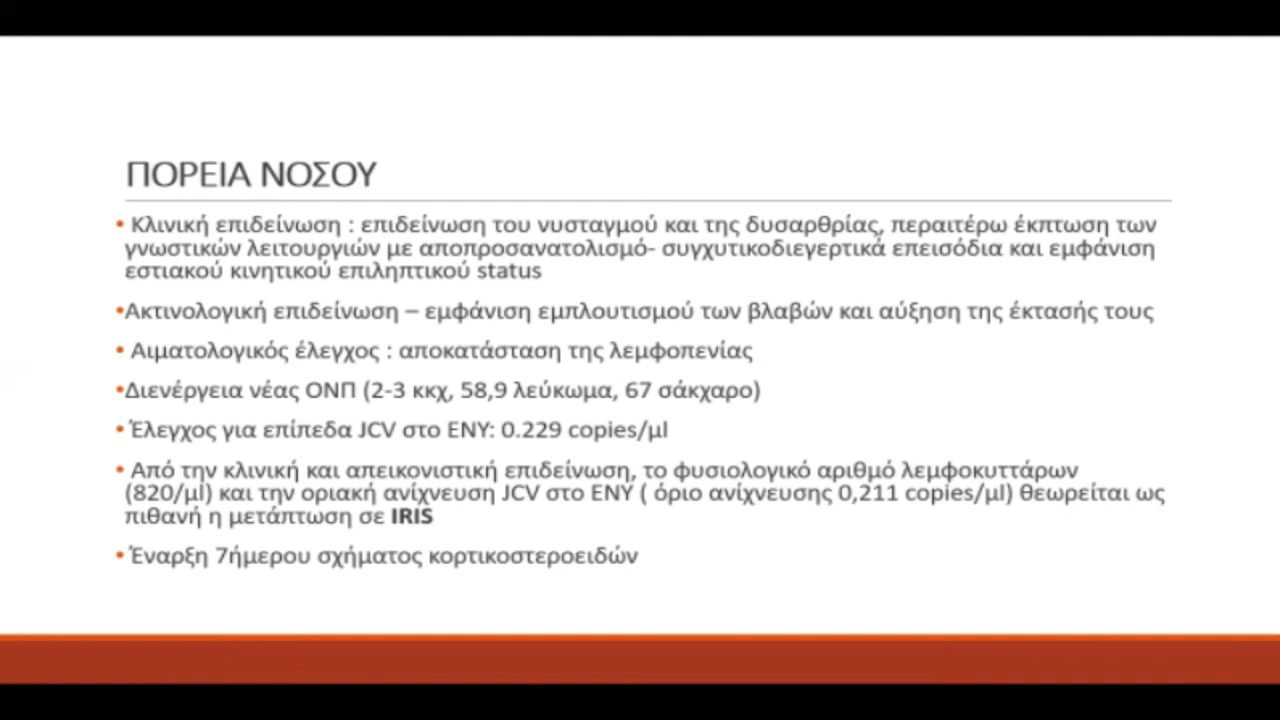 ΠΟΡΕΙΑ ΝΟΣΟΥ
• Κλινική επιδείνωση : επιδείνωση του νυσταγμού και της δυσαρθρίας, περαιτέρω έκπτωση των
γνωστικών λειτουργιών με αποπροσανατολισμό- συγχυτικοδιεγερτικά επεισόδια και εμφάνιση
εστιακού κινητικού επιληπτικού status
•Ακτινολογική επιδείνωση – εμφάνιση εμπλουτισμού των βλαβών και αύξηση της έκτασής τους
• Αιματολογικός έλεγχος : αποκατάσταση της λεμφοπενίας
•Διενέργεια νέας ΟΝΠ (2-3 κκχ, 58,9 λεύκωμα, 67 σάκχαρο)
• Έλεγχος για επίπεδα JCV στο ΕΝΥ: 0.229 copies/μl
• Από την κλινική και απεικονιστική επιδείνωση, το φυσιολογικό αριθμό λεμφοκυττάρων
(820/μl) και την οριακή ανίχνευση JCV στο ΕΝΥ ( όριο ανίχνευσης 0,211 copies/μl) θεωρείται ως
πιθανή η μετάπτωση σε IRIS
• Έναρξη 7ήμερου σχήματος κορτικοστεροειδών